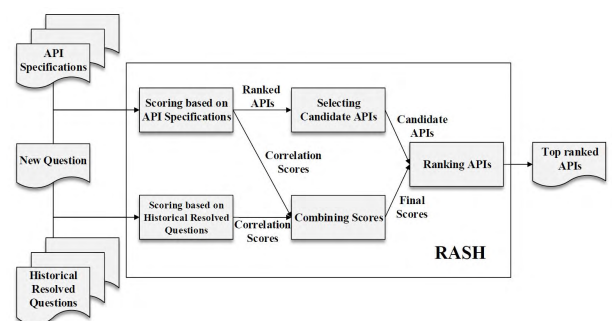 API
Specifications
New Question
Historical
Resolved
Questions
Scoring based on
API Specifications
Ranked
APIs
Selecting
Candidate APIs
Candidate
APIs
Correlation
Scores
Scoring based on
Historical Resolved
Questions
Correlation
Scores
Combining Scores
Final
Scores
Ranking APIs
Top ranked
APIs
RASH